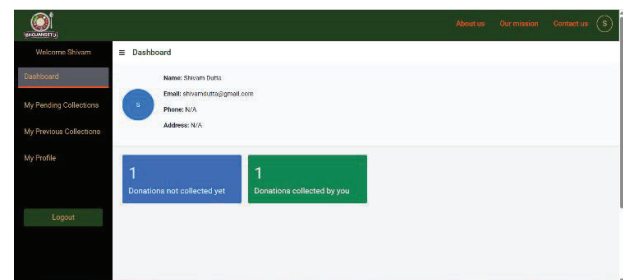 BHOJANSETU
About us Our mission Contact us S
Welcome Shivam
≡ Dashboard
Dashboard
My Pending Collections
My Previous Collections
My Profile
Logout
S
Name: Shivam Dutta
Email: shivamdutta@gmail.com
Phone: N/A
Address: N/A
1
Donations not collected yet
1
Donations collected by you